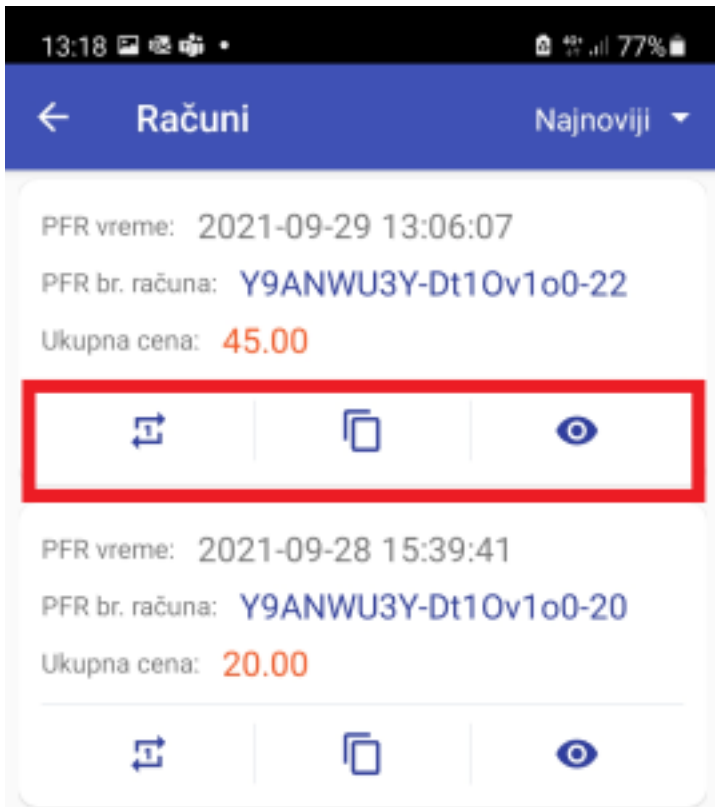 13:18 77%
Računi Najnoviji
PFR vreme: 2021-09-29 13:06:07
PFR br. računa: Y9ANWU3Y-Dt1Ov1o0-22
Ukupna cena: 45.00
PFR vreme: 2021-09-28 15:39:41
PFR br. računa: Y9ANWU3Y-Dt1Ov1o0-20
Ukupna cena: 20.00